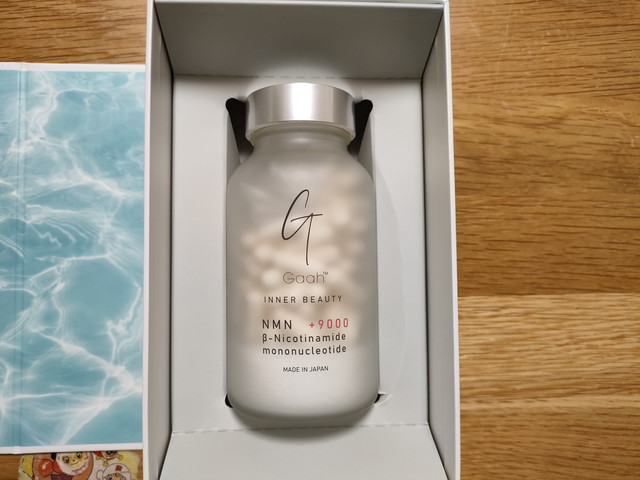 G
Gaah™
INNER BEAUTY
NMN +9000
β-Nicotinamide
mononucleotide
MADE IN JAPAN